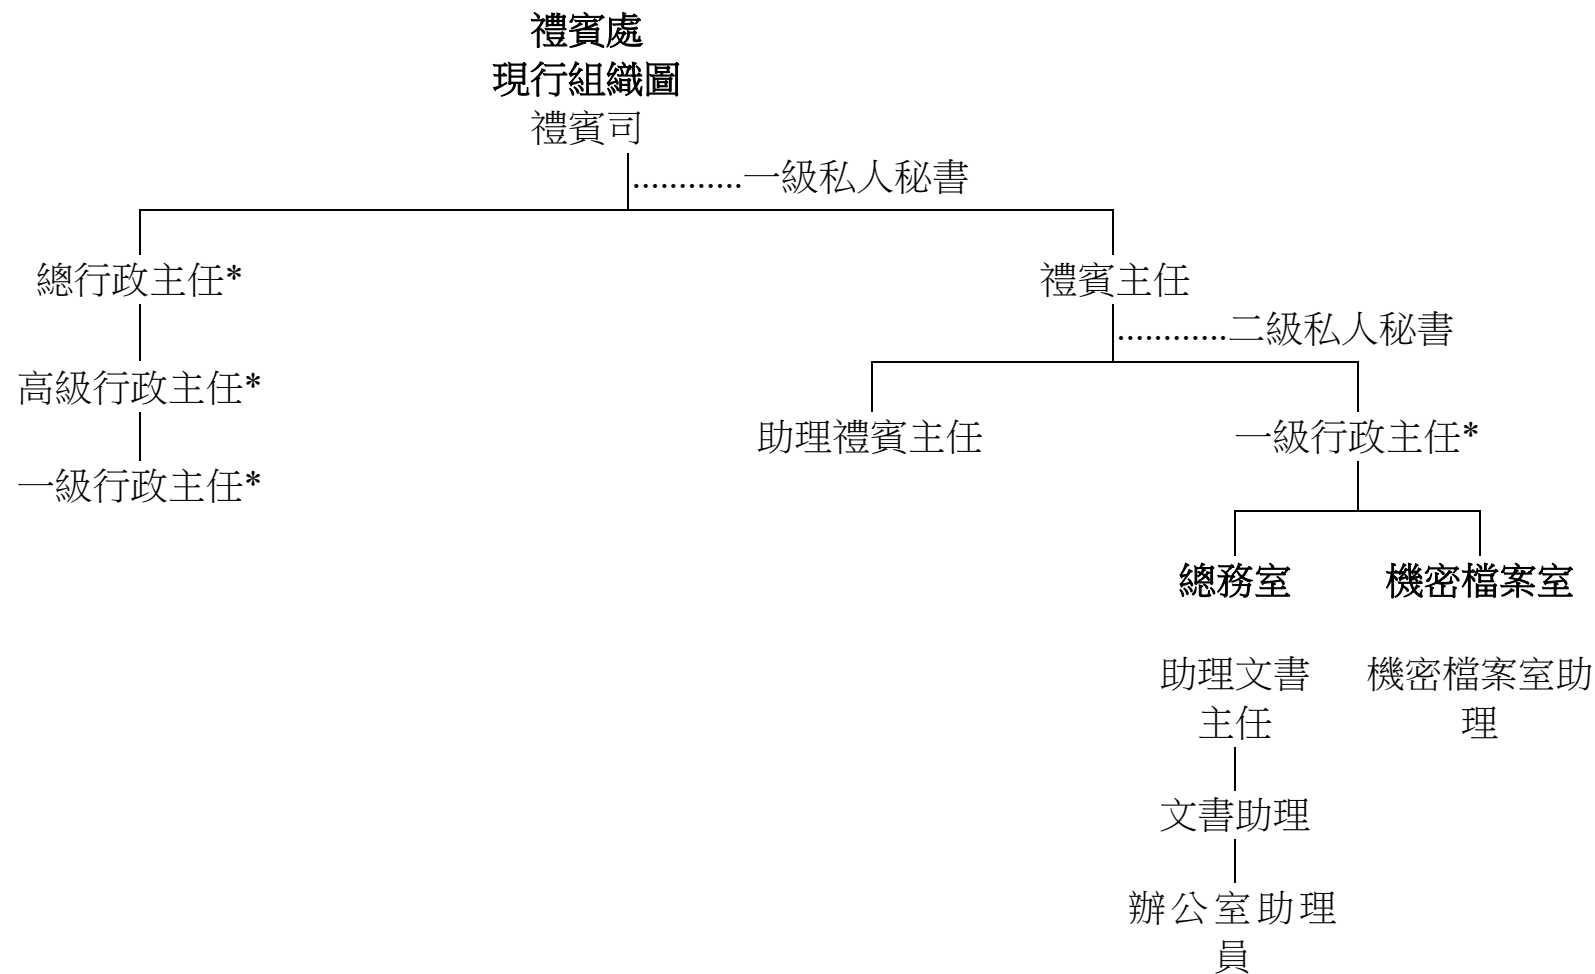 禮賓處
現行組織圖
禮賓司
............一級私人秘書
總行政主任*
禮賓主任
............二級私人秘書
高級行政主任*
助理禮賓主任
一級行政主任*
一級行政主任*
總務室
機密檔案室
助理文書
主任
機密檔案室助
理
文書助理
辦公室助理
員